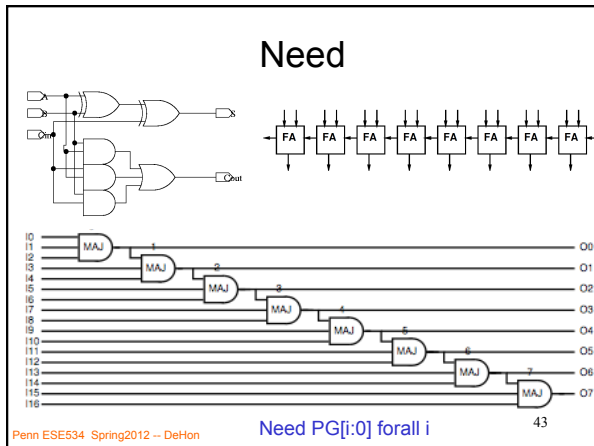 Need
A
B
Cin
S
Cout
FA FA FA FA FA FA FA FA
I0
I1
I2
I3
I4
I5
I6
I7
I8
I9
I10
I11
I12
I13
I14
I15
I16
MAJ
1
MAJ
2
MAJ
3
MAJ
4
MAJ
5
MAJ
6
MAJ
7
MAJ
O0
O1
O2
O3
O4
O5
O6
O7
Penn ESE534 Spring2012 -- DeHon
Need PG[i:0] forall i
43